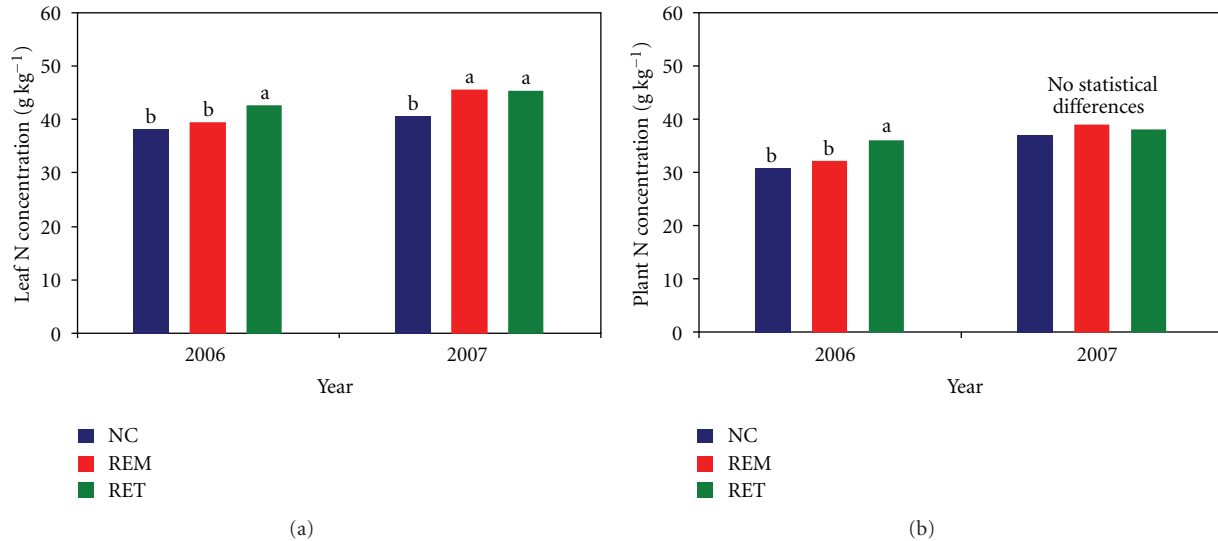 60
50
40
30
20
10
0
Leaf N concentration (g kg⁻¹)
b
b
a
b
a
a
2006
2007
Year
NC
REM
RET
(a)
60
50
40
30
20
10
0
Plant N concentration (g kg⁻¹)
b
b
a
No statistical
differences
2006
2007
Year
NC
REM
RET
(b)